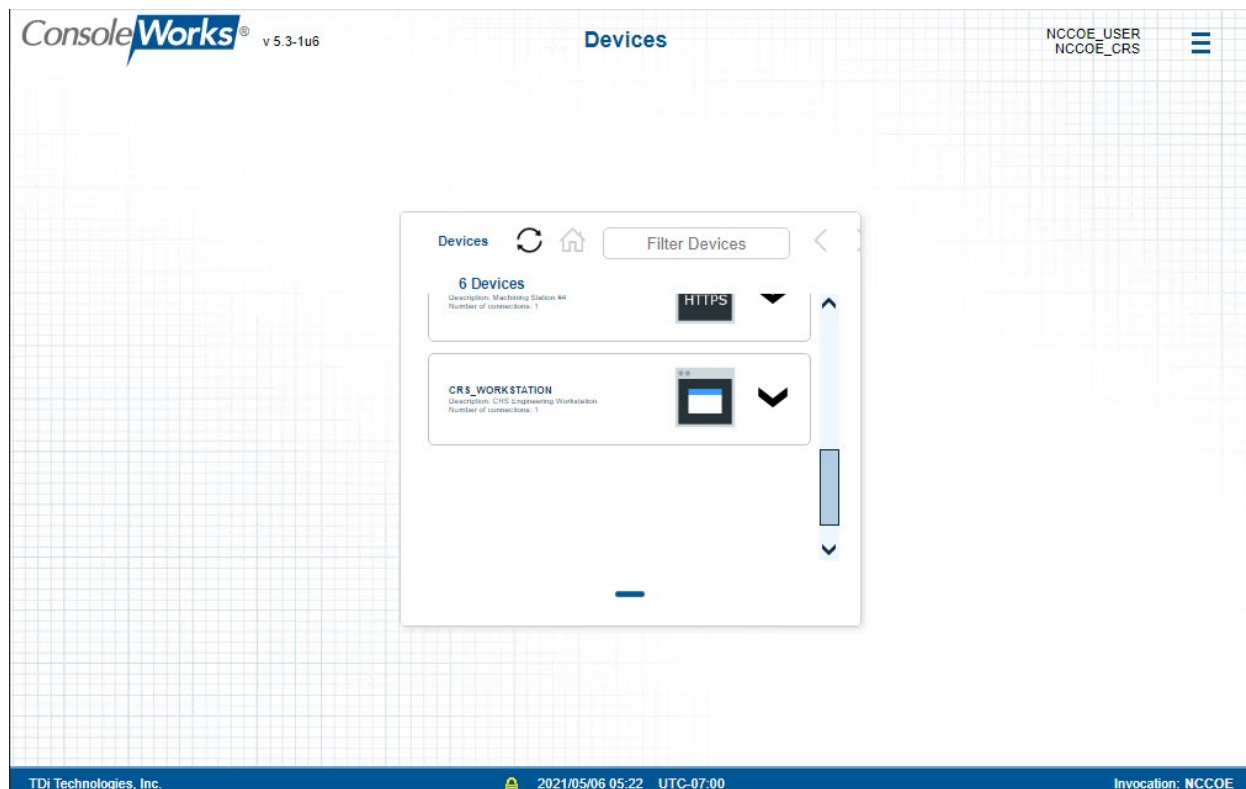 ConsoleWorks® v 5.3-1u6
Devices
NCCOE_USER
NCCOE_CRS
Devices
Filter Devices
6 Devices
Description: Machining Station #4
Number of connections: 1
HTTPS
CRS_WORKSTATION
Description: CRS Engineering Workstation
Number of connections: 1
TDi Technologies, Inc. 2021/05/06 05:22 UTC-07:00 Invocation: NCCOE